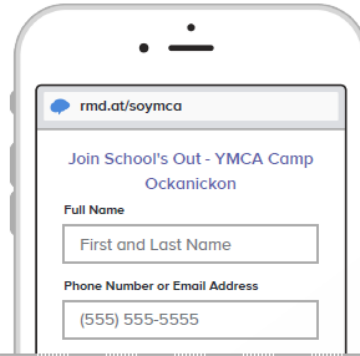 rmd.at/soymca
Join School's Out - YMCA Camp
Ockanickon
Full Name
First and Last Name
Phone Number or Email Address
(555) 555-5555